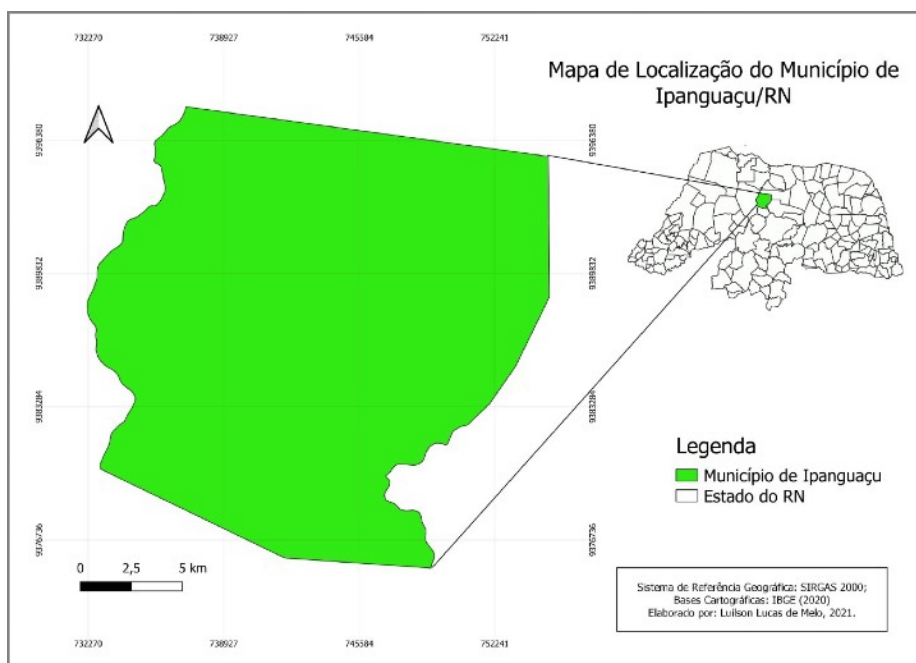 732270 738927 745584 752241
Mapa de Localização do Município de
Ipanguaçu/RN
9396380 9396380
9389832 9389832
9383284 9383284
Legenda
Município de Ipanguaçu
Estado do RN
9376736 9376736
0 2,5 5 km
Sistema de Referência Geográfica: SIRGAS 2000;
Bases Cartográficas: IBGE (2020)
Elaborado por: Luilson Lucas de Melo, 2021.
732270 738927 745584 752241